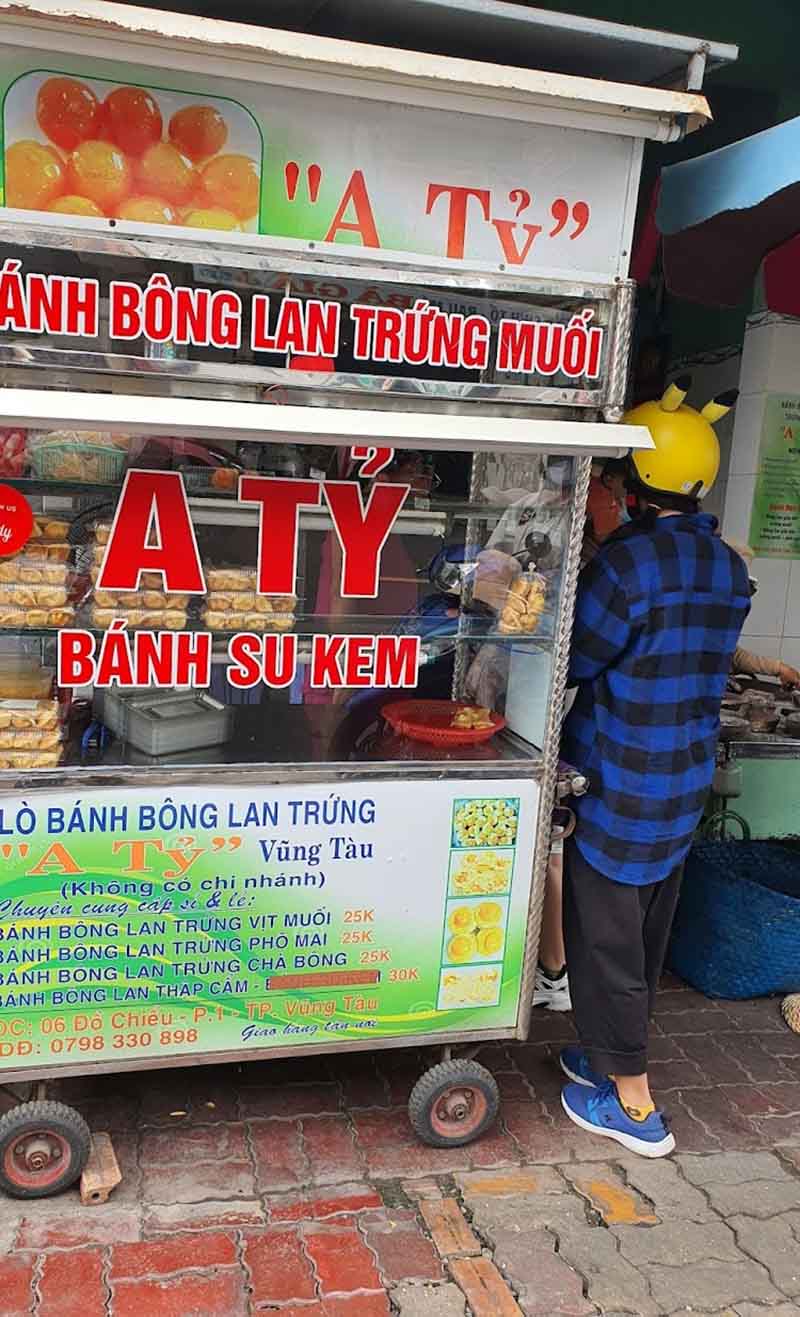 "A Tỷ”
ÁNH BÔNG LAN TRỨNG MUỐI
A TỶ
BÁNH SU KEM
LÒ BÁNH BÔNG LAN TRỨNG
"A Tỷ” Vũng Tàu
(Không có chi nhánh)
Chuyên cung cấp sỉ & lẻ:
BÁNH BÔNG LAN TRỨNG VỊT MUỐI 25K
BÁNH BÔNG LAN TRỨNG PHÔ MAI 25K
BÁNH BÔNG LAN TRỨNG CHÀ BÔNG 25K
BÁNH BÔNG LAN THẬP CẨM - 30K
ĐC: 06 Đồ Chiểu - P.1 - TP. Vũng Tàu
DĐ: 0798 330 898 Giao hàng tận nơi